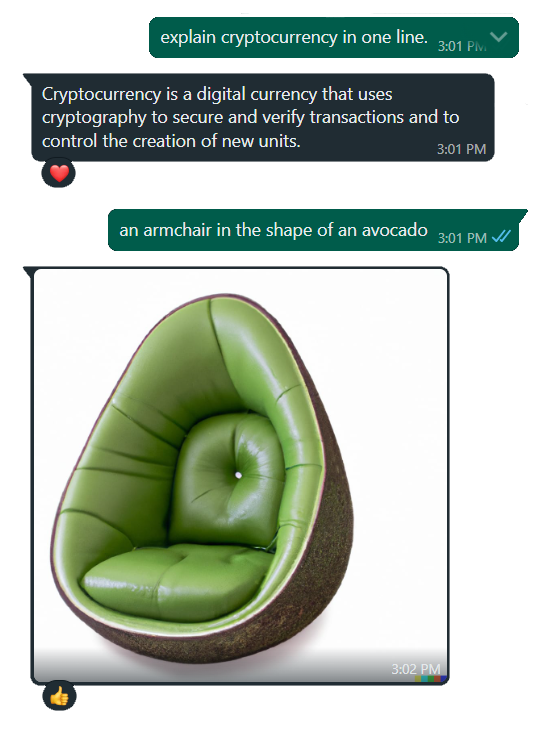 explain cryptocurrency in one line.
3:01 PM
Cryptocurrency is a digital currency that uses
cryptography to secure and verify transactions and to
control the creation of new units.
3:01 PM
an armchair in the shape of an avocado
3:01 PM
3:02 PM